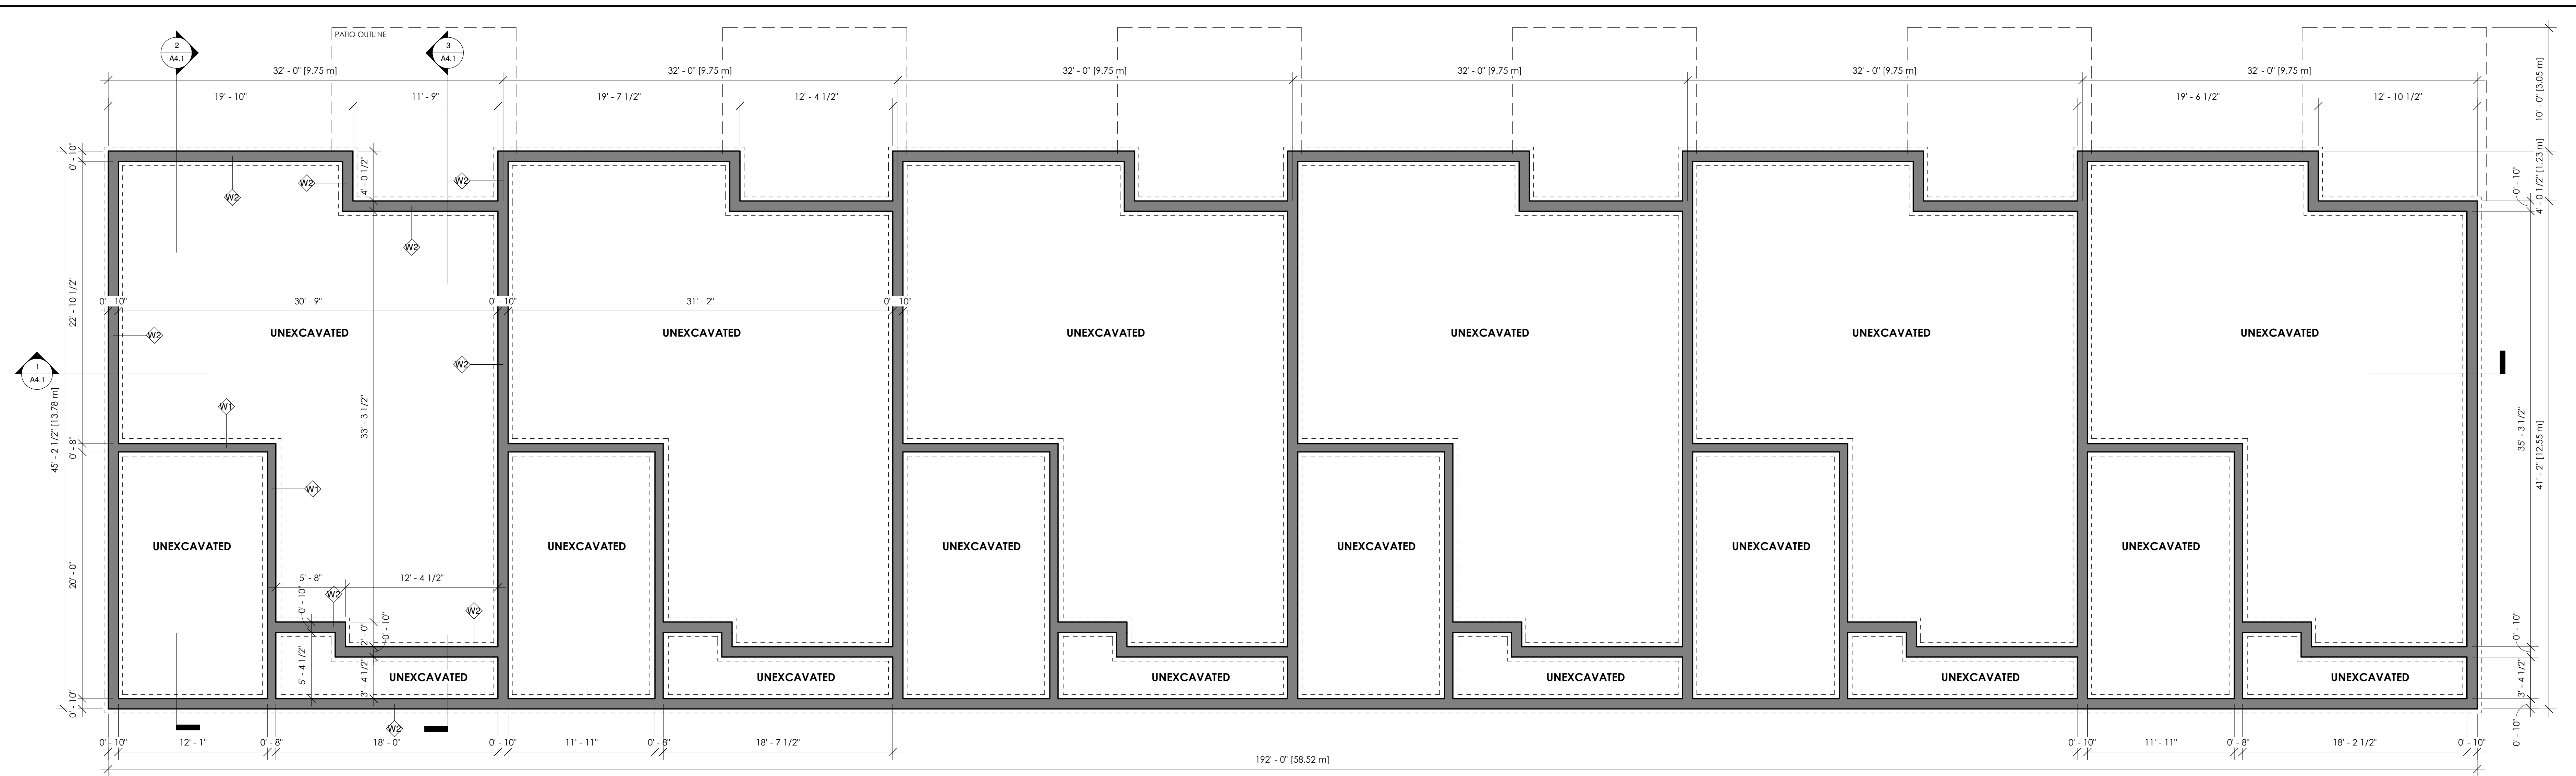 PATIO OUTLINE
2
A4.1
3
A4.1
32' - 0" [9.75 m]
32' - 0" [9.75 m]
32' - 0" [9.75 m]
32' - 0" [9.75 m]
32' - 0" [9.75 m]
32' - 0" [9.75 m]
19' - 10"
11' - 9"
19' - 7 1/2"
12' - 4 1/2"
19' - 6 1/2"
12' - 10 1/2"
10' - 0" [3.05 m]
4' - 0 1/2" [1.23 m]
0' - 10"
0' - 10"
4' - 0 1/2"
W2
W2
W2
W2
22' - 10 1/2"
0' - 10"
30' - 9"
0' - 10"
31' - 2"
0' - 10"
UNEXCAVATED
UNEXCAVATED
UNEXCAVATED
UNEXCAVATED
UNEXCAVATED
UNEXCAVATED
W2
W2
1
A4.1
45' - 2 1/2" [13.78 m]
W1
33' - 3 1/2"
35' - 3 1/2"
41' - 2" [12.55 m]
0' - 8"
W1
UNEXCAVATED
UNEXCAVATED
UNEXCAVATED
UNEXCAVATED
UNEXCAVATED
UNEXCAVATED
20' - 0"
5' - 8"
12' - 4 1/2"
0' - 10"
W2
W2
2' - 0"
0' - 10"
0' - 10"
5' - 4 1/2"
3' - 4 1/2"
3' - 4 1/2"
UNEXCAVATED
UNEXCAVATED
UNEXCAVATED
UNEXCAVATED
UNEXCAVATED
UNEXCAVATED
0' - 10"
W2
0' - 10"
0' - 10"
12' - 1"
0' - 8"
18' - 0"
0' - 10"
11' - 11"
0' - 8"
18' - 7 1/2"
0' - 10"
11' - 11"
0' - 8"
18' - 2 1/2"
0' - 10"
192' - 0" [58.52 m]